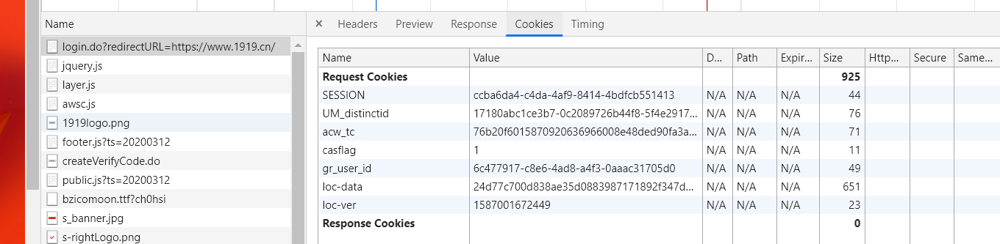 Name
login.do?redirectURL=https://www.1919.cn/
jquery.js
layer.js
awsc.js
1919logo.png
footer.js?ts=20200312
createVerifyCode.do
public.js?ts=20200312
bzicomoon.ttf?ch0hsi
s_banner.jpg
s-rightLogo.png
× Headers Preview Response Cookies Timing
Name Value D... Path Expir... Size Http... Secure Same...
Request Cookies 925
SESSION ccba6da4-c4da-4af9-8414-4bdfcb551413 N/A N/A N/A 44
UM_distinctid 17180abc1ce3b7-0c2089726b44f8-5f4e2917... N/A N/A N/A 76
acw_tc 76b20f6015870920636966008e48ded90fa3a... N/A N/A N/A 71
casflag 1 N/A N/A N/A 11
gr_user_id 6c477917-c8e6-4ad8-a4f3-0aaac31705d0 N/A N/A N/A 49
loc-data 24d77c700d838ae35d0883987171892f347d... N/A N/A N/A 651
loc-ver 1587001672449 N/A N/A N/A 23
Response Cookies 0